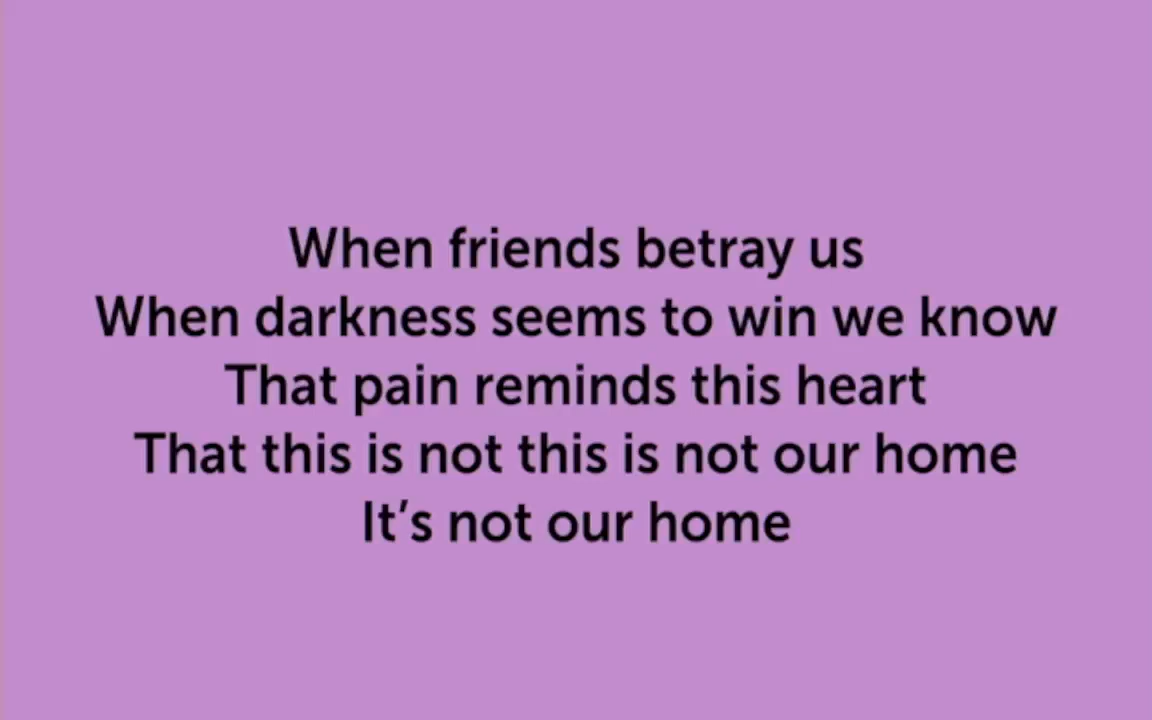 When friends betray us
When darkness seems to win we know
That pain reminds this heart
That this is not this is not our home
It’s not our home